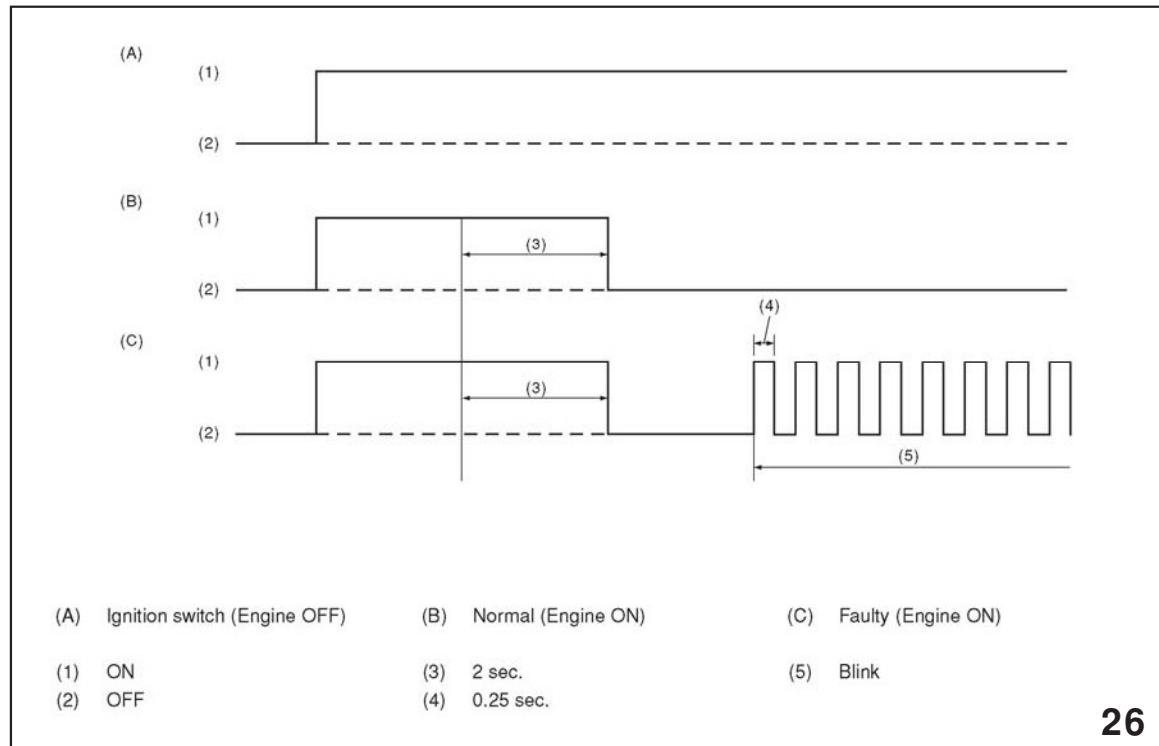 (A)
(1)
(2)
(B)
(1)
(3)
(2)
(4)
(C)
(1)
(3)
(2)
(5)
(A) Ignition switch (Engine OFF) (B) Normal (Engine ON) (C) Faulty (Engine ON)
(1) ON (3) 2 sec. (5) Blink
(2) OFF (4) 0.25 sec.
26